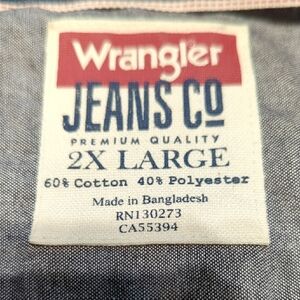 Wrangler
JEANS CO
PREMIUM QUALITY
2X LARGE
60% Cotton 40% Polyester
Made in Bangladesh
RN130273
CA55394